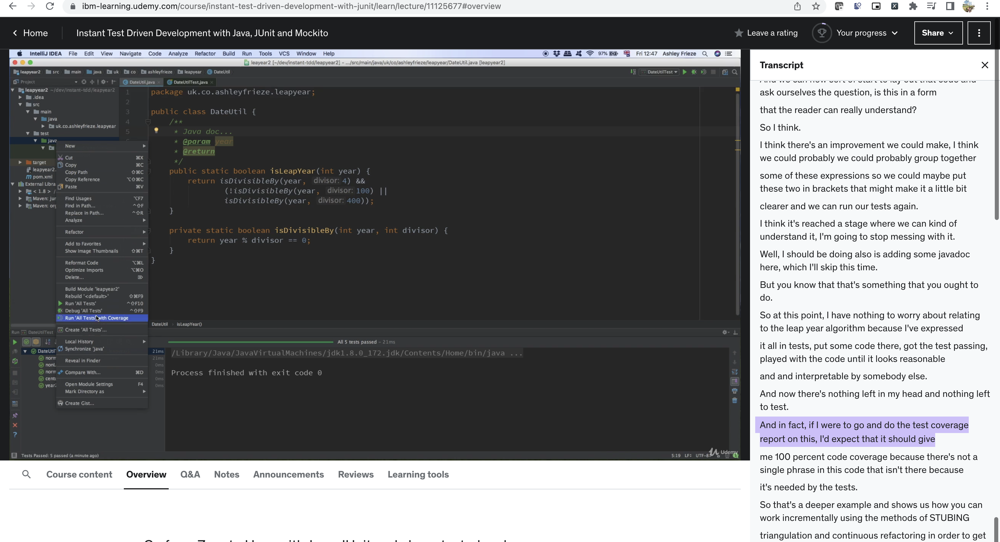 ibm-learning.udemy.com/course/instant-test-driven-development-with-junit/learn/lecture/11125677#overview
Home
Instant Test Driven Development with Java, JUnit and Mockito
Leave a rating
Your progress
Share
IntelliJ IDEA File Edit View Navigate Code Analyze Refactor Build Run Tools VCS Window Help
97% Fri 12:47 Ashley Frieze
leayear2 [~/dev/instant-tdd/leapyear2] - .../src/main/java/uk/co/ashleyfrieze/leapyear/DateUtil.java [leapyear2]
leapyear2 src main java uk co ashleyfrieze leapyear DateUtil
DateUtilTest
Project
DateUtil.java DateUtilTest.java
leapyear2 ~/dev/instant-tdd/leapyear2
.idea
src
main
java
uk.co.ashleyfrieze.leapyear
test
java
target
leapyear2.
pom.xml
External Libra
< 1.8 > /
Maven: jur
Maven: org
New
Cut ⌘X
Copy ⌘C
Copy Path ⇧⌘C
Copy Reference ⌥⇧⌘C
Paste ⌘V
Find Usages ⌥F7
Find in Path... ^⇧F
Replace in Path... ^⇧R
Analyze
Refactor
Add to Favorites
Show Image Thumbnails ⇧⌘T
Reformat Code ⌥⌘L
Optimize Imports ⌥⌘O
Delete... ⌦
Build Module 'leapyear2'
Rebuild '<default>' ⇧⌘F9
Run 'All Tests' ^⇧F10
Debug 'All Tests' ^⇧F9
Run 'All Tests' with Coverage
Create 'All Tests'...
Local History
Synchronize 'java'
Reveal in Finder
Compare With... ⌘D
Open Module Settings F4
Mark Directory as
Create Gist...
1 package uk.co.ashleyfrieze.leapyear;
2
3 public class DateUtil {
4 /**
5 * Java doc...
* @param year
* @return
*/
public static boolean isLeapYear(int year) {
return isDivisibleBy(year, divisor: 4) &&
(!isDivisibleBy(year, divisor: 100) ||
isDivisibleBy(year, divisor: 400));
}
private static boolean isDivisibleBy(int year, int divisor) {
return year % divisor == 0;
}
}
DateUtil isLeapYear()
Run DateUtilTest
All 5 tests passed – 21ms
DateUtil 21ms
norm 21ms
nonL 0ms
norm 0ms
centu 0ms
year2 0ms
/Library/Java/JavaVirtualMachines/jdk1.8.0_172.jdk/Contents/Home/bin/java ...
Process finished with exit code 0
Tests Passed: 5 passed (a minute ago)
5:19 LF÷ UTF-8
Udemy
Course content Overview Q&A Notes Announcements Reviews Learning tools
Transcript
And we can now sort of start to lay out that code and
ask ourselves the question, is this in a form
that the reader can really understand?
So I think.
I think there's an improvement we could make, I think
we could probably we could probably group together
some of these expressions so we could maybe put
these two in brackets that might make it a little bit
clearer and we can run our tests again.
I think it's reached a stage where we can kind of
understand it, I'm going to stop messing with it.
Well, I should be doing also is adding some javadoc
here, which I'll skip this time.
But you know that that's something that you ought to
do.
So at this point, I have nothing to worry about relating
to the leap year algorithm because I've expressed
it all in tests, put some code there, got the test passing,
played with the code until it looks reasonable
and and interpretable by somebody else.
And now there's nothing left in my head and nothing left
to test.
And in fact, if I were to go and do the test coverage
report on this, I'd expect that it should give
me 100 percent code coverage because there's not a
single phrase in this code that isn't there because
it's needed by the tests.
So that's a deeper example and shows us how you can
work incrementally using the methods of STUBING
triangulation and continuous refactoring in order to get